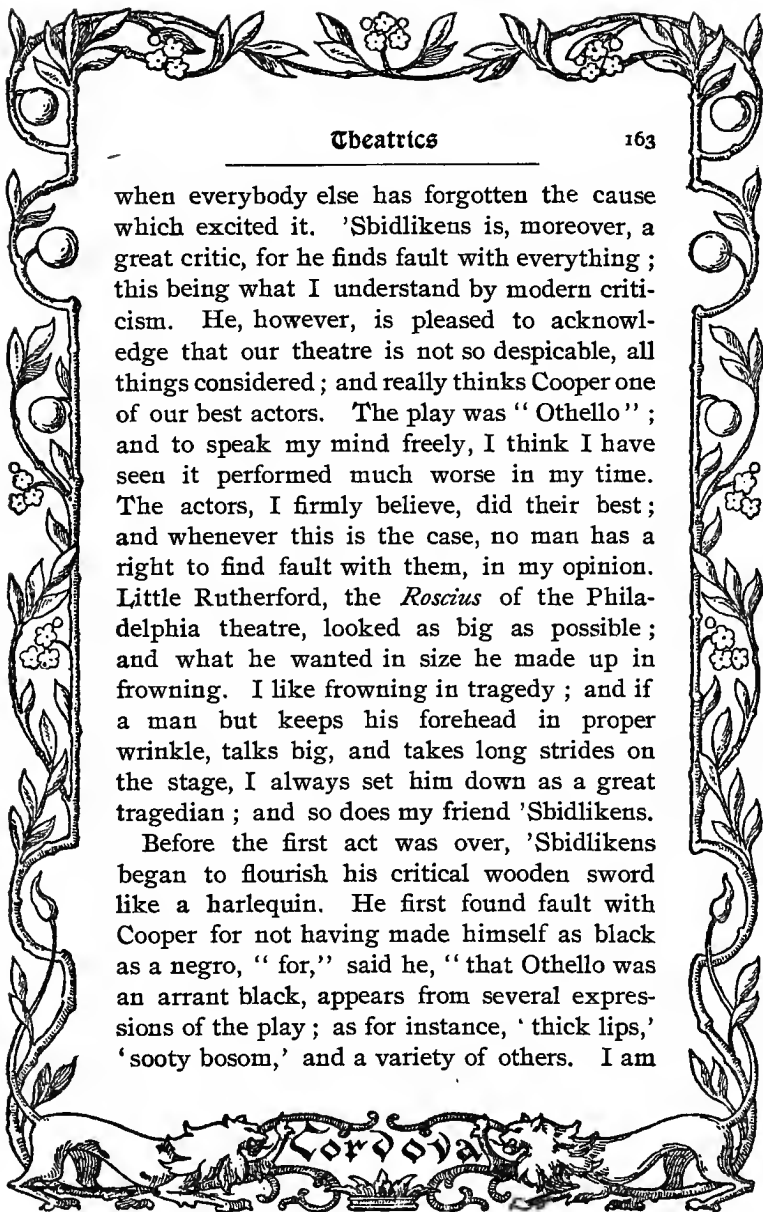 Theatrics 163
when everybody else has forgotten the cause
which excited it. 'Sbidlikens is, moreover, a
great critic, for he finds fault with everything ;
this being what I understand by modern criti-
cism. He, however, is pleased to acknowl-
edge that our theatre is not so despicable, all
things considered ; and really thinks Cooper one
of our best actors. The play was “ Othello ” ;
and to speak my mind freely, I think I have
seen it performed much worse in my time.
The actors, I firmly believe, did their best ;
and whenever this is the case, no man has a
right to find fault with them, in my opinion.
Little Rutherford, the Roscius of the Phila-
delphia theatre, looked as big as possible ;
and what he wanted in size he made up in
frowning. I like frowning in tragedy ; and if
a man but keeps his forehead in proper
wrinkle, talks big, and takes long strides on
the stage, I always set him down as a great
tragedian ; and so does my friend 'Sbidlikens.
Before the first act was over, 'Sbidlikens
began to flourish his critical wooden sword
like a harlequin. He first found fault with
Cooper for not having made himself as black
as a negro, “ for,” said he, “ that Othello was
an arrant black, appears from several expres-
sions of the play ; as for instance, ‘ thick lips,’
‘ sooty bosom,’ and a variety of others. I am
Cordova